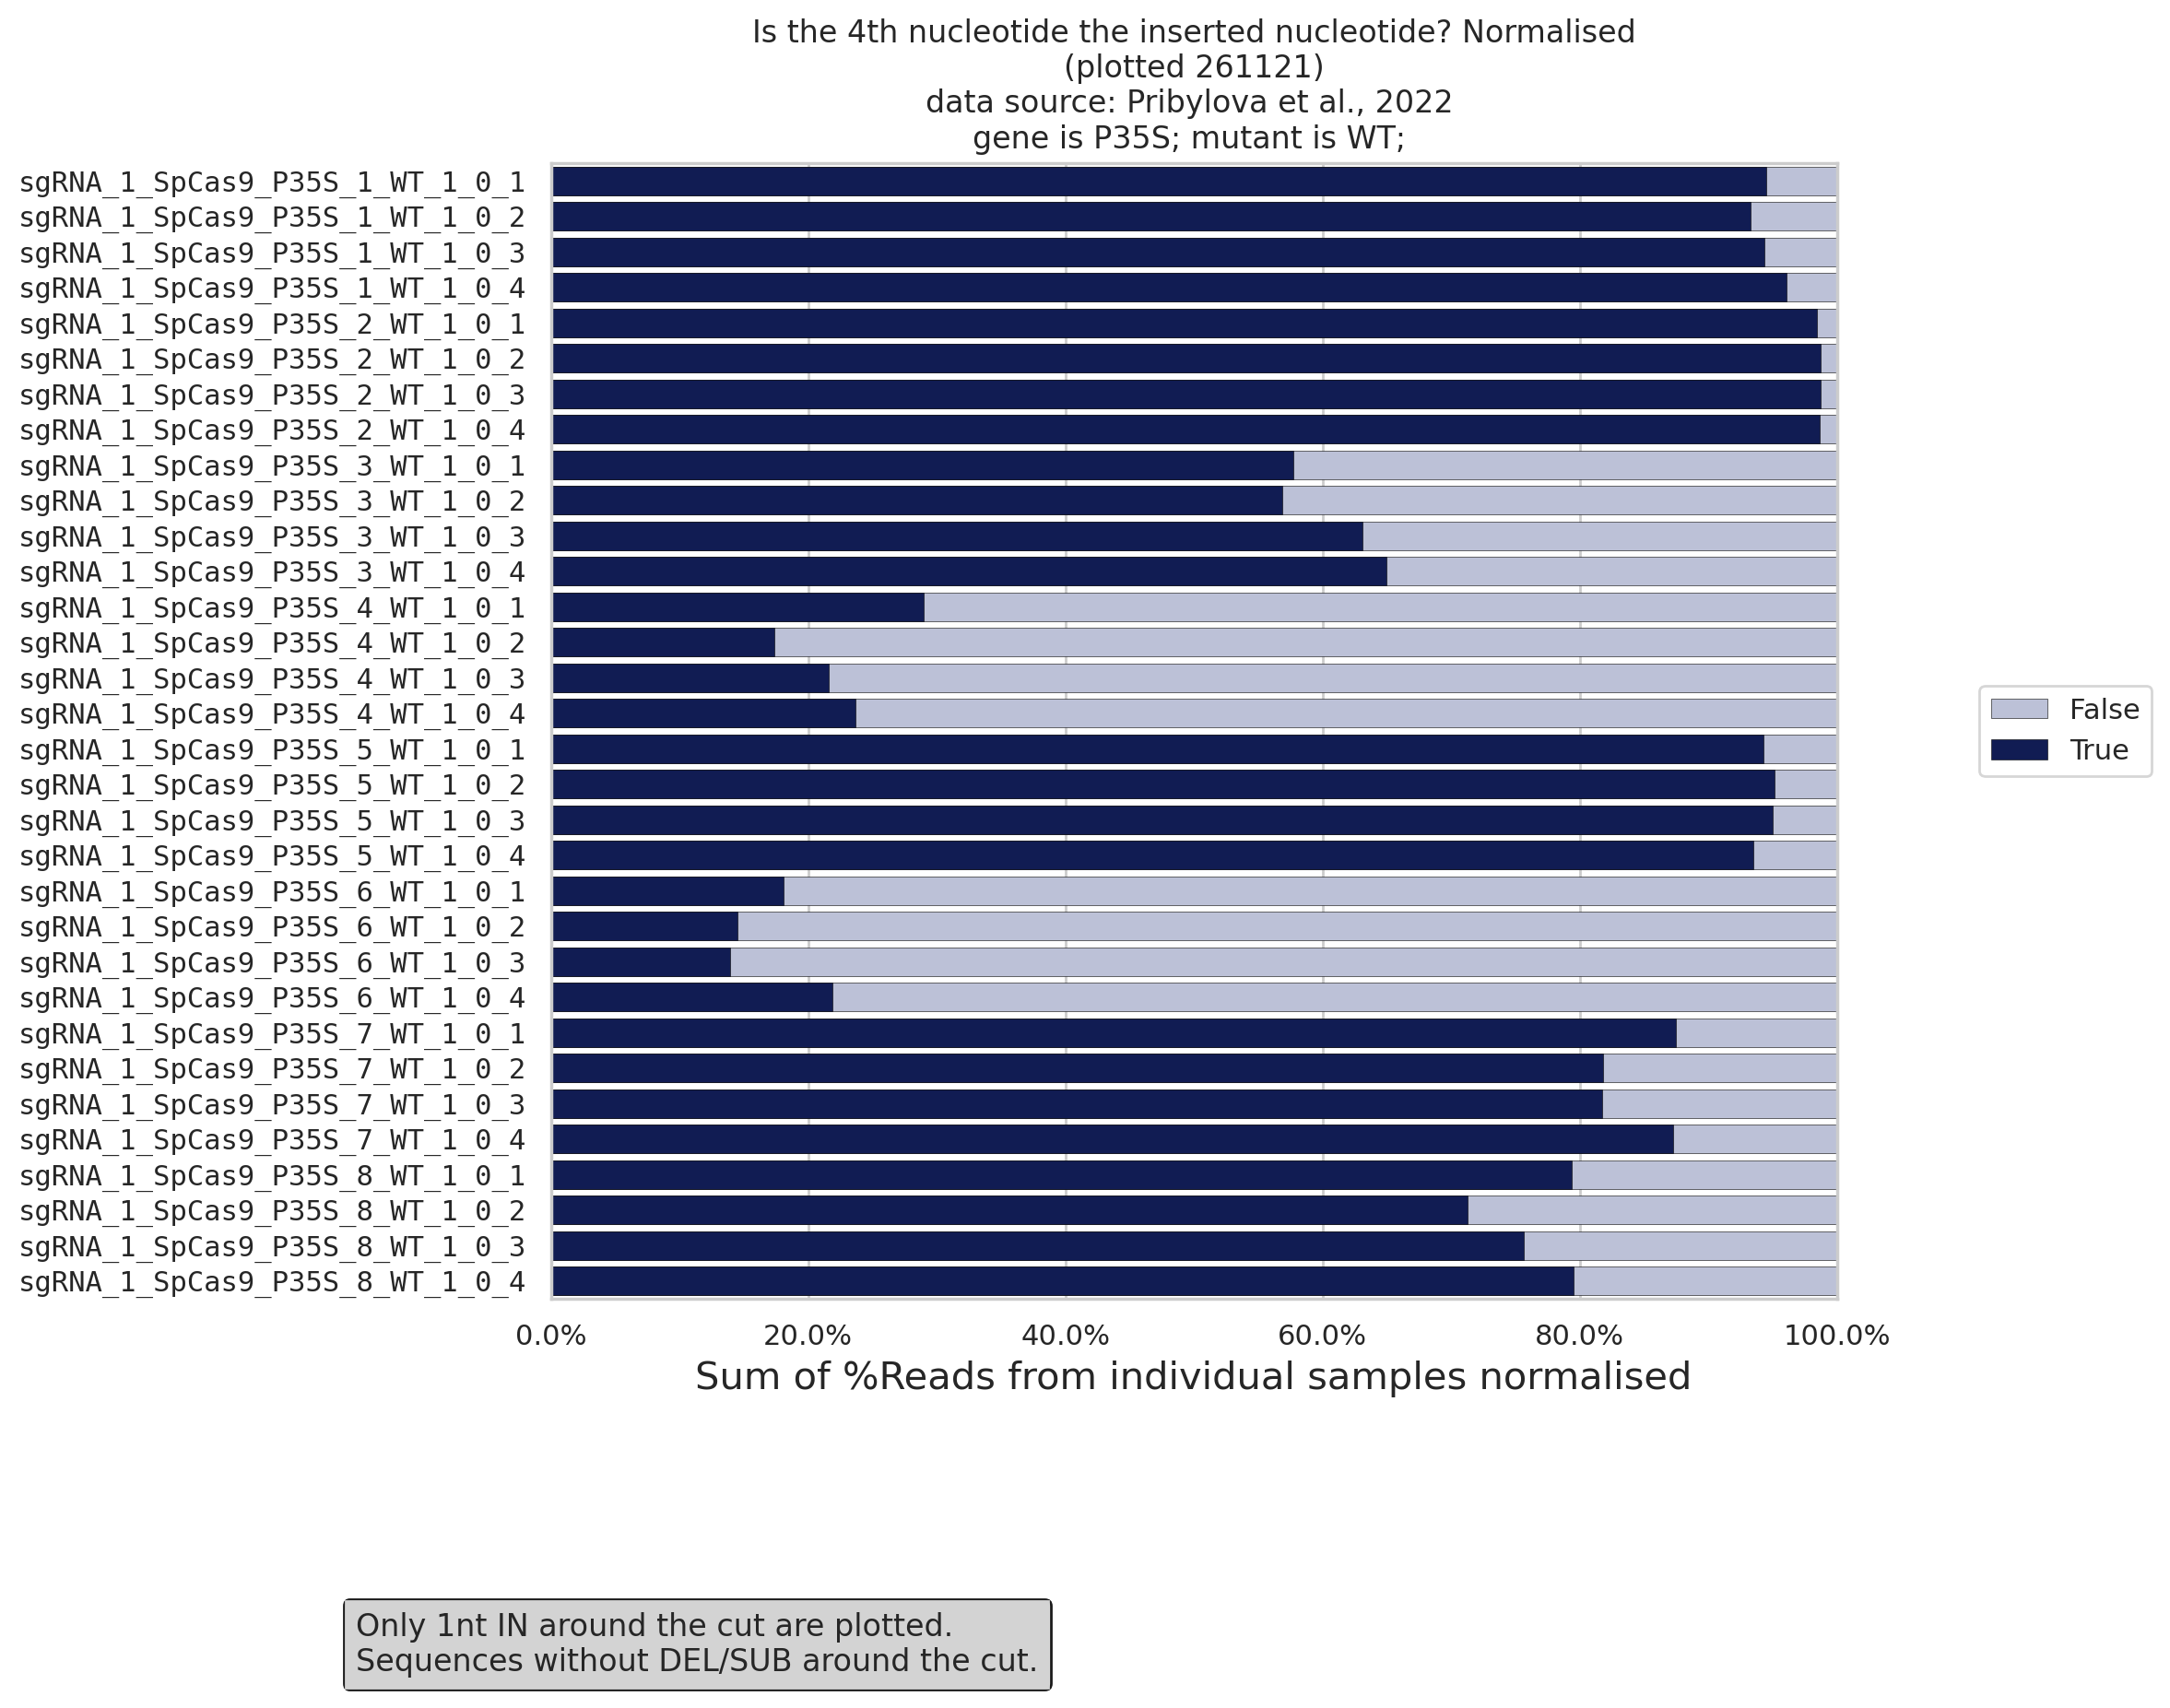 Is the 4th nucleotide the inserted nucleotide? Normalised
(plotted 261121)
data source: Pribylova et al., 2022
gene is P35S; mutant is WT;
sgRNA_1_SpCas9_P35S_1_WT_1_0_1
sgRNA_1_SpCas9_P35S_1_WT_1_0_2
sgRNA_1_SpCas9_P35S_1_WT_1_0_3
sgRNA_1_SpCas9_P35S_1_WT_1_0_4
sgRNA_1_SpCas9_P35S_2_WT_1_0_1
sgRNA_1_SpCas9_P35S_2_WT_1_0_2
sgRNA_1_SpCas9_P35S_2_WT_1_0_3
sgRNA_1_SpCas9_P35S_2_WT_1_0_4
sgRNA_1_SpCas9_P35S_3_WT_1_0_1
sgRNA_1_SpCas9_P35S_3_WT_1_0_2
sgRNA_1_SpCas9_P35S_3_WT_1_0_3
sgRNA_1_SpCas9_P35S_3_WT_1_0_4
sgRNA_1_SpCas9_P35S_4_WT_1_0_1
sgRNA_1_SpCas9_P35S_4_WT_1_0_2
sgRNA_1_SpCas9_P35S_4_WT_1_0_3
sgRNA_1_SpCas9_P35S_4_WT_1_0_4
sgRNA_1_SpCas9_P35S_5_WT_1_0_1
sgRNA_1_SpCas9_P35S_5_WT_1_0_2
sgRNA_1_SpCas9_P35S_5_WT_1_0_3
sgRNA_1_SpCas9_P35S_5_WT_1_0_4
sgRNA_1_SpCas9_P35S_6_WT_1_0_1
sgRNA_1_SpCas9_P35S_6_WT_1_0_2
sgRNA_1_SpCas9_P35S_6_WT_1_0_3
sgRNA_1_SpCas9_P35S_6_WT_1_0_4
sgRNA_1_SpCas9_P35S_7_WT_1_0_1
sgRNA_1_SpCas9_P35S_7_WT_1_0_2
sgRNA_1_SpCas9_P35S_7_WT_1_0_3
sgRNA_1_SpCas9_P35S_7_WT_1_0_4
sgRNA_1_SpCas9_P35S_8_WT_1_0_1
sgRNA_1_SpCas9_P35S_8_WT_1_0_2
sgRNA_1_SpCas9_P35S_8_WT_1_0_3
sgRNA_1_SpCas9_P35S_8_WT_1_0_4
False
True
0.0% 20.0% 40.0% 60.0% 80.0% 100.0%
Sum of %Reads from individual samples normalised
Only 1nt IN around the cut are plotted.
Sequences without DEL/SUB around the cut.